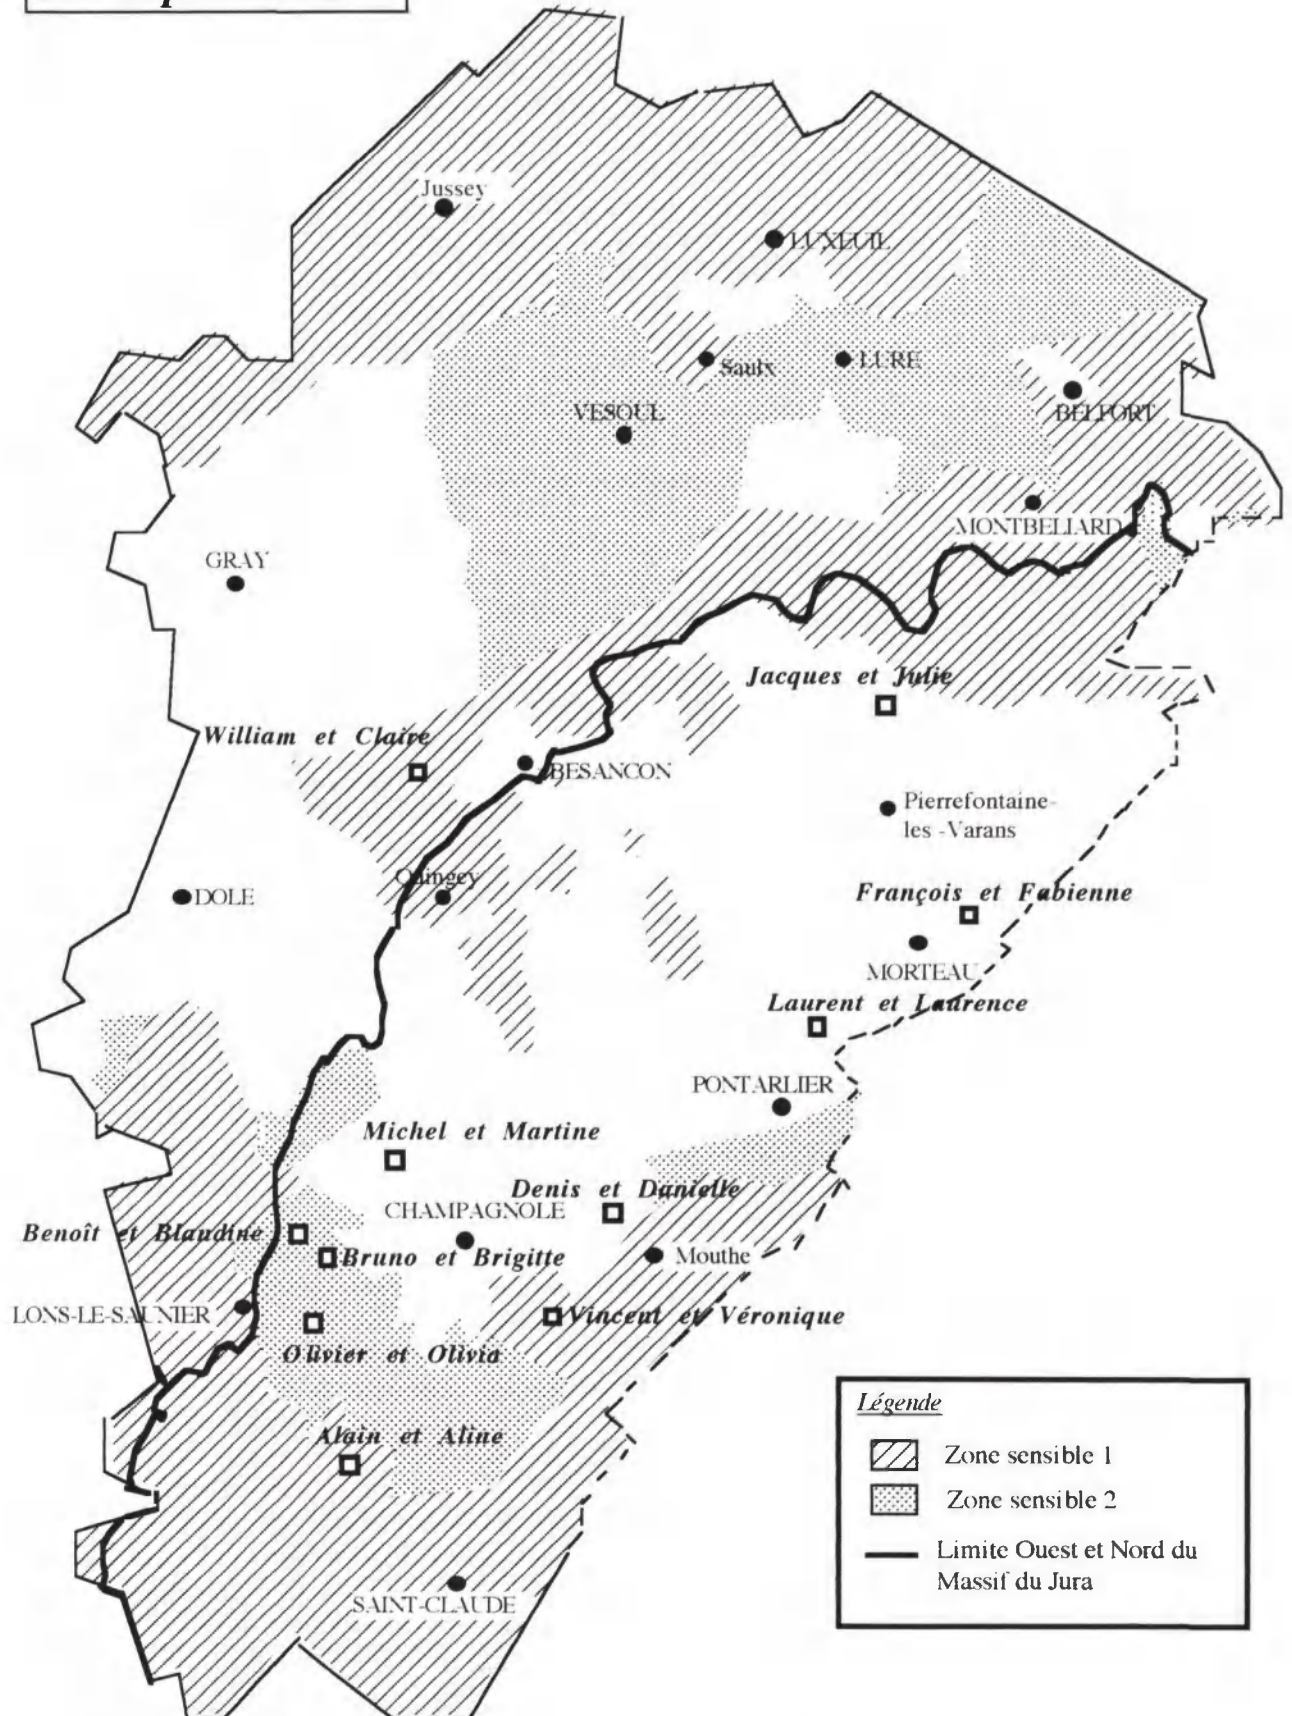 Jussey
LUXEUIL
Saulx
LURE
BELFORT
VESOUL
MONTBELIARD
GRAY
Jacques et Julie
William et Claire
BESANCON
Pierrefontaine-
les -Varans
Quingey
DOLE
François et Fabienne
MORTEAU
Laurent et Laurence
PONTARLIER
Michel et Martine
Denis et Danielle
CHAMPAGNOLE
Benoît et Blandine
Bruno et Brigitte
Mouthe
LONS-LE-SAUNIER
Vincent et Véronique
Olivier et Olivia
Alain et Aline
SAINT-CLAUDE
Légende
Zone sensible 1
Zone sensible 2
Limite Ouest et Nord du
Massif du Jura